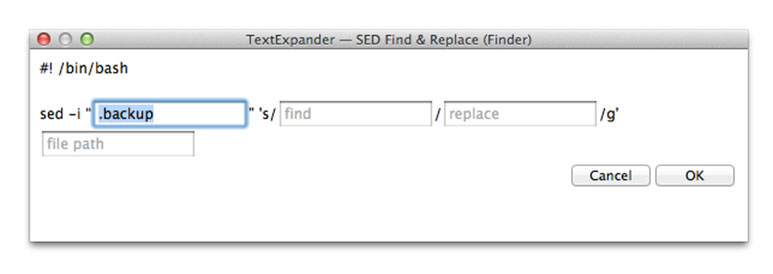 TextExpander — SED Find & Replace (Finder)
#! /bin/bash
sed -i ".backup" 's/ find / replace /g'
file path
Cancel OK